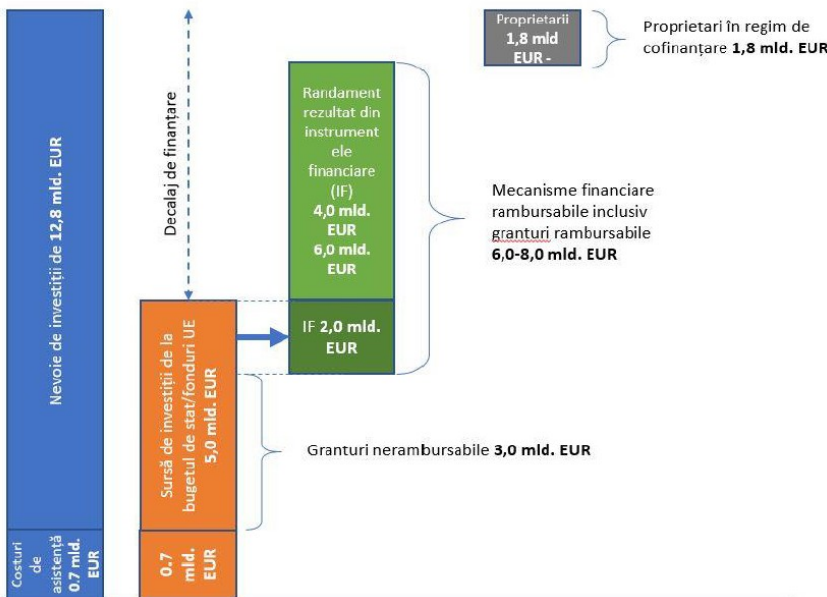 Nevoie de investiții de 12,8 mld. EUR
Costuri
de
asistență
0.7 mld.
EUR
Decalaj de finanțare
Sursă de investiții de la
bugetul de stat/fonduri UE
5,0 mld. EUR
0.7
mld.
EUR
Randament
rezultat din
instrument
ele
financiare
(IF)
4,0 mld.
EUR
6,0 mld.
EUR
IF 2,0 mld.
EUR
Proprietarii
1,8 mld
EUR -
Proprietari în regim de
cofinanțare 1,8 mld. EUR
Mecanisme financiare
rambursabile inclusiv
granturi rambursabile
6,0-8,0 mld. EUR
Granturi nerambursabile 3,0 mld. EUR